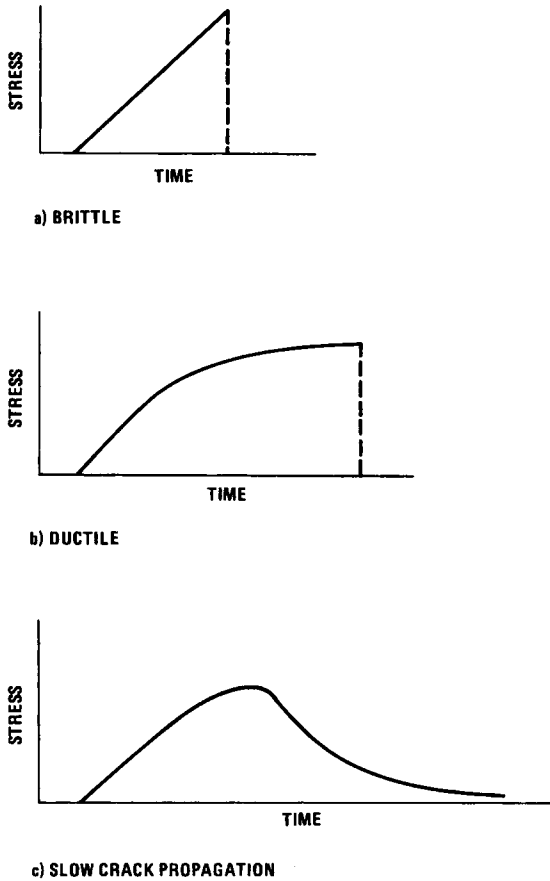 STRESS
TIME
a) BRITTLE
STRESS
TIME
b) DUCTILE
STRESS
TIME
c) SLOW CRACK PROPAGATION